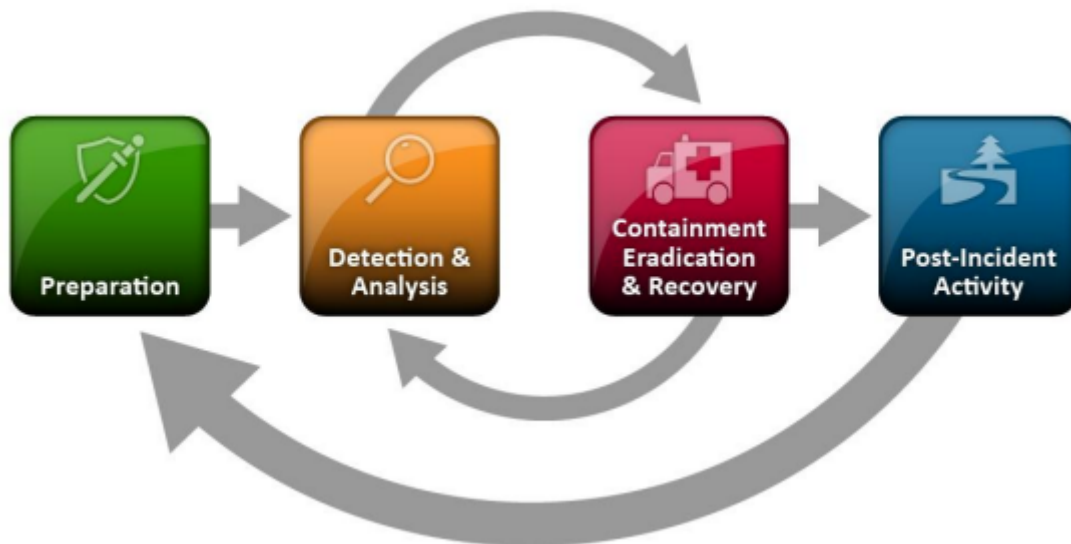 Preparation
Detection &
Analysis
Containment
Eradication
& Recovery
Post-Incident
Activity